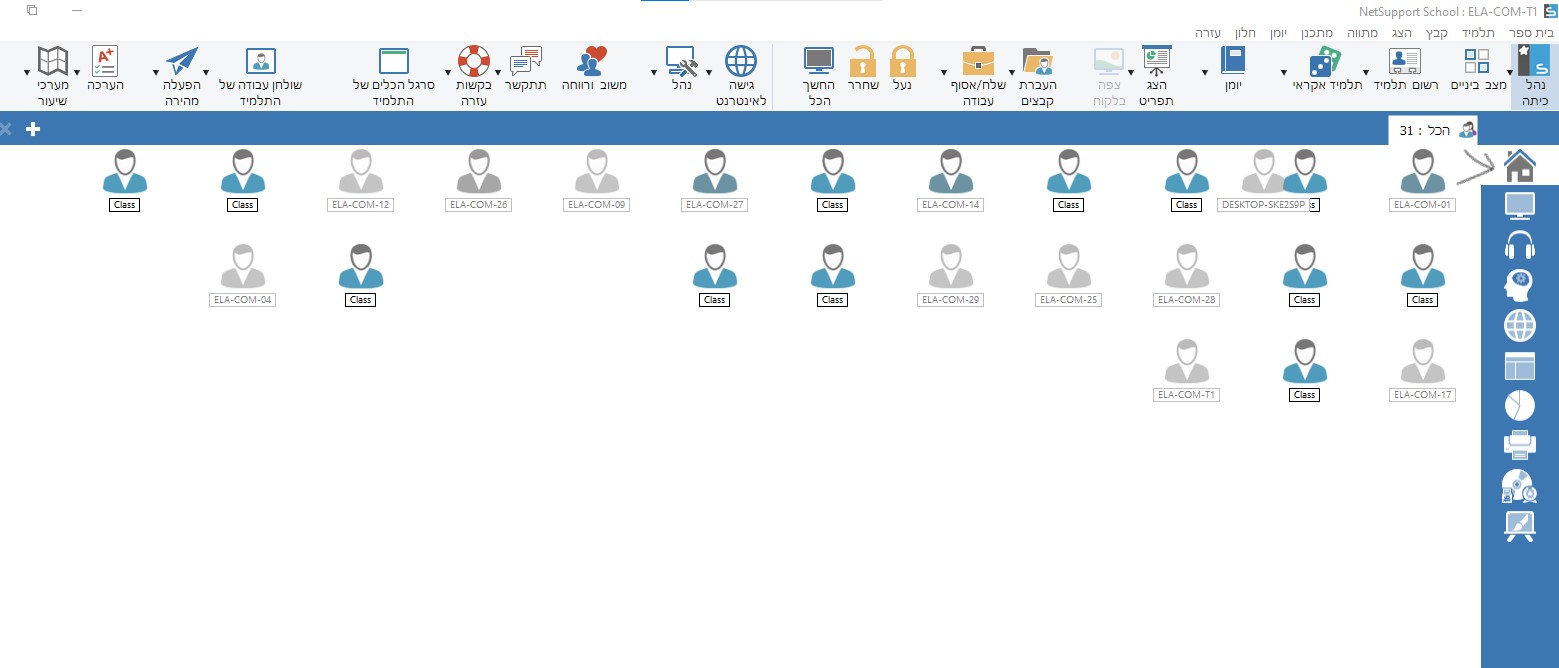 NetSupport School : ELA-COM-T1
בית ספר תלמיד קבץ הצג מתווה מתכנן יומן חלון עזרה
נהל כיתה
מצב ביניים
רשום תלמיד
תלמיד אקראי
יומן
הצג תפריט
צפה בלקוח
העברת קבצים
שלח/אסוף עבודה
נעל
שחרר
החשך הכל
גישה לאינטרנט
נהל
משוב ורווחה
תתקשר
בקשות עזרה
סרגל הכלים של התלמיד
שולחן עבודה של התלמיד
הפעלה מהירה
הערכה
מערכי שיעור
הכל : 31
ELA-COM-01
DESKTOP-SKE2S9P
Class
ELA-COM-14
Class
Class
ELA-COM-27
ELA-COM-09
ELA-COM-26
ELA-COM-12
Class
Class
Class
Class
ELA-COM-28
ELA-COM-25
ELA-COM-29
Class
Class
Class
ELA-COM-04
ELA-COM-17
Class
ELA-COM-T1